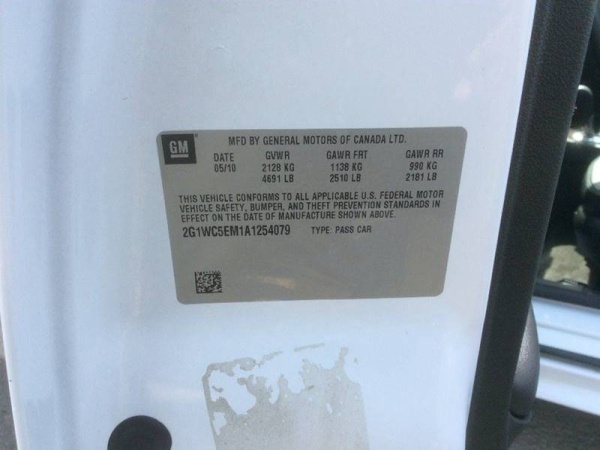 GM
MFD BY GENERAL MOTORS OF CANADA LTD.
DATE GVWR GAWR FRT GAWR RR
05/10 2128 KG 1138 KG 990 KG
4691 LB 2510 LB 2181 LB
THIS VEHICLE CONFORMS TO ALL APPLICABLE U.S. FEDERAL MOTOR
VEHICLE SAFETY, BUMPER, AND THEFT PREVENTION STANDARDS IN
EFFECT ON THE DATE OF MANUFACTURE SHOWN ABOVE.
2G1WC5EM1A1254079 TYPE: PASS CAR